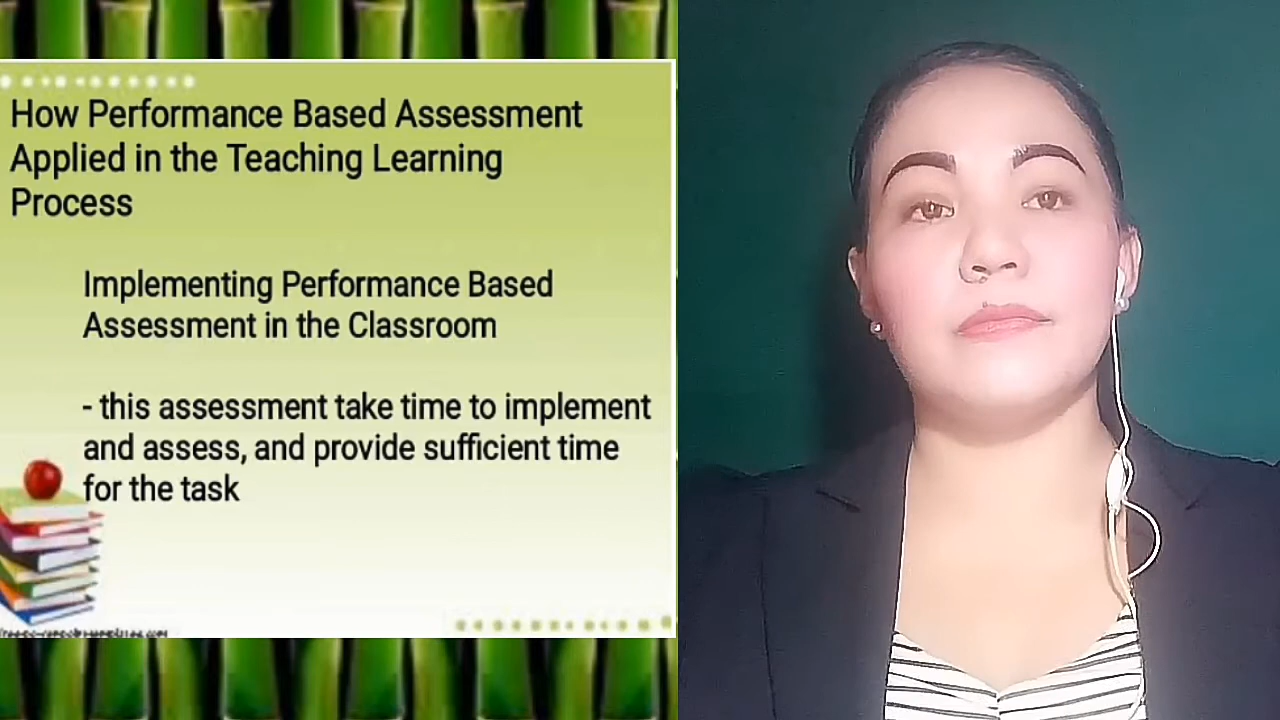 How Performance Based Assessment
Applied in the Teaching Learning
Process
Implementing Performance Based
Assessment in the Classroom
- this assessment take time to implement
and assess, and provide sufficient time
for the task